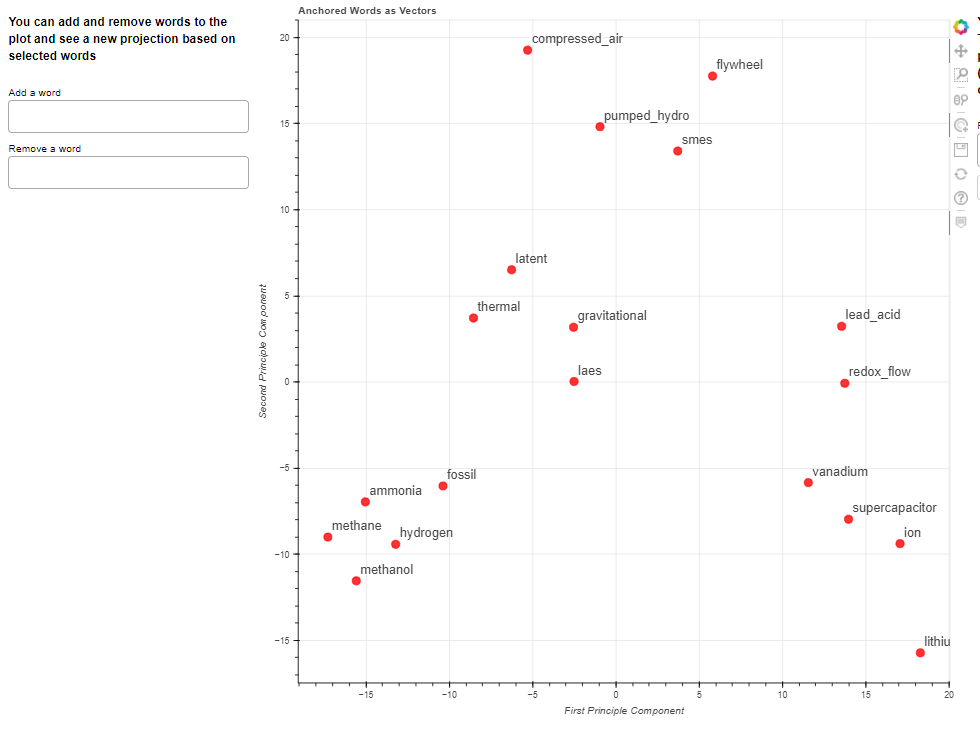 You can add and remove words to the
plot and see a new projection based on
selected words
Add a word
Remove a word
Anchored Words as Vectors
compressed_air
flywheel
pumped_hydro
smes
latent
thermal
gravitational
lead_acid
laes
redox_flow
fossil
vanadium
ammonia
supercapacitor
methane
hydrogen
ion
methanol
lithiu
20
15
10
5
0
−5
−10
−15
Second Principle Component
−15
−10
−5
0
5
10
15
20
First Principle Component